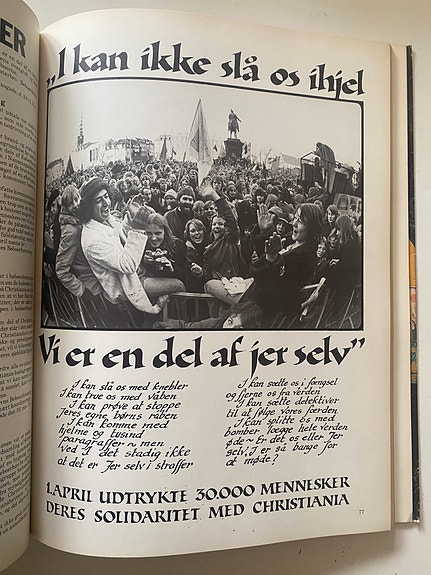 ER
„I kan ikke slå os ihjel
Vi er en del af jer selv”
I kan slå os med knebler
I kan true os med våben
I kan prøve at stoppe
Jeres egne børns råben
I kan komme med
hjelme og tusind
paragraffer ~ men
ved I det stadig ikke
at det er Jer selv i straffer
I kan sætte os i fængsel
og fjerne os fra verden
I kan sætte detektiver
til at følge vores færden
I kan splitte os med
bomber lægge hele verden
øde ~ Er det os eller Jer
selv, I er så bange for
at møde?
1. APRIL UDTRYKTE 30.000 MENNESKER
DERES SOLIDARITET MED CHRISTIANIA
77